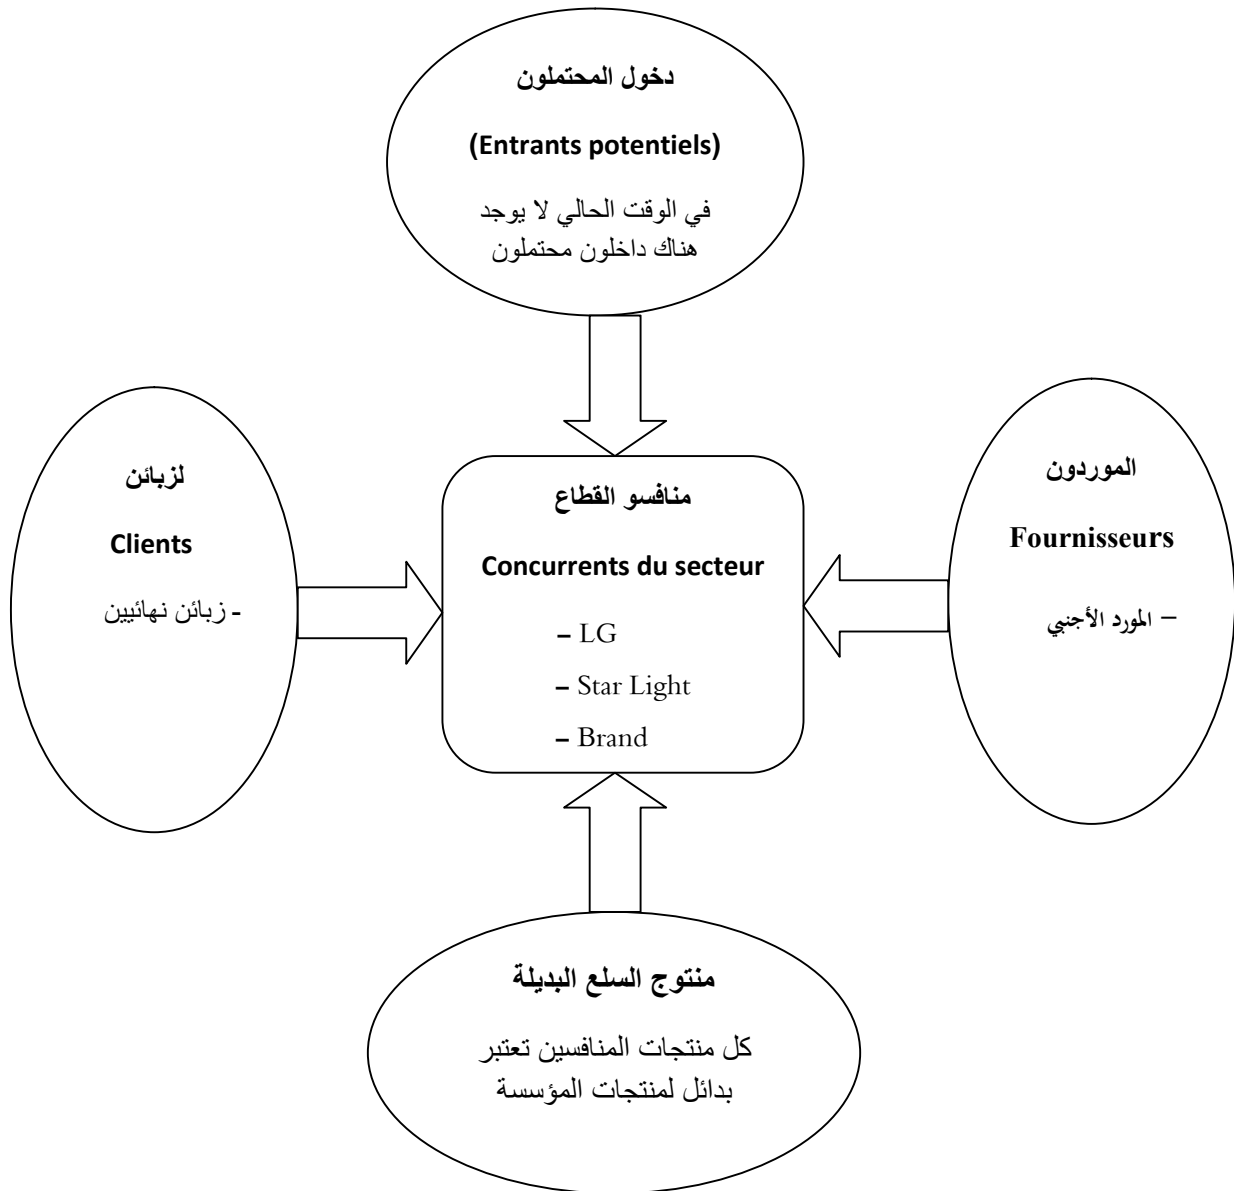 دخول المحتملون
(Entrants potentiels)
في الوقت الحالي لا يوجد
هناك داخلون محتملون
الموردون
Fournisseurs
– المورد الأجنبي
منافسو القطاع
Concurrents du secteur
– LG
– Star Light
– Brand
لزبائن
Clients
- زبائن نهائيين
منتوج السلع البديلة
كل منتجات المنافسين تعتبر
بدائل لمنتجات المؤسسة